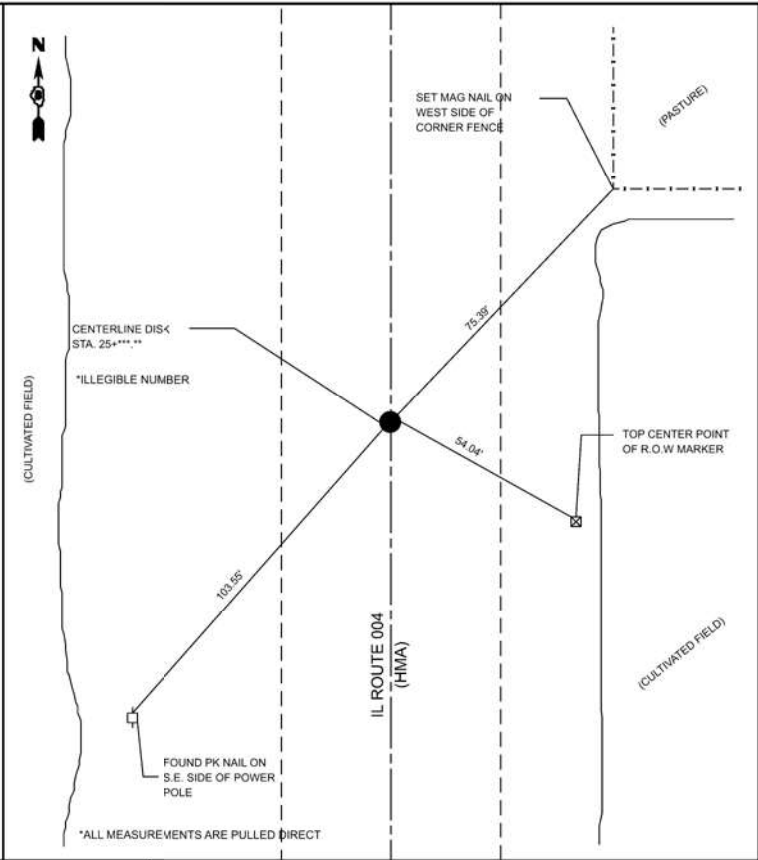 N
SET MAG NAIL ON
WEST SIDE OF
CORNER FENCE
(PASTURE)
75.39'
CENTERLINE DISK
STA. 25+***.**
*ILLEGIBLE NUMBER
(CULTIVATED FIELD)
54.04'
TOP CENTER POINT
OF R.O.W MARKER
103.55'
IL ROUTE 004
(HMA)
(CULTIVATED FIELD)
FOUND PK NAIL ON
S.E. SIDE OF POWER
POLE
*ALL MEASUREMENTS ARE PULLED DIRECT